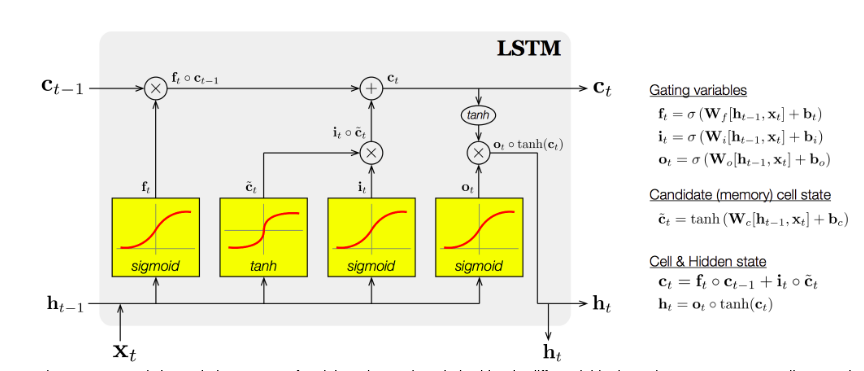 LSTM
c_{t−1}
f_t ∘ c_{t−1}
c_t
c_t
tanh
i_t ∘ c̃_t
o_t ∘ tanh(c_t)
f_t
c̃_t
i_t
o_t
sigmoid
tanh
sigmoid
sigmoid
h_{t−1}
h_t
x_t
h_t
Gating variables
f_t = σ (W_f[h_{t−1}, x_t] + b_t)
i_t = σ (W_i[h_{t−1}, x_t] + b_i)
o_t = σ (W_o[h_{t−1}, x_t] + b_o)
Candidate (memory) cell state
c̃_t = tanh (W_c[h_{t−1}, x_t] + b_c)
Cell & Hidden state
c_t = f_t ∘ c_{t−1} + i_t ∘ c̃_t
h_t = o_t ∘ tanh(c_t)